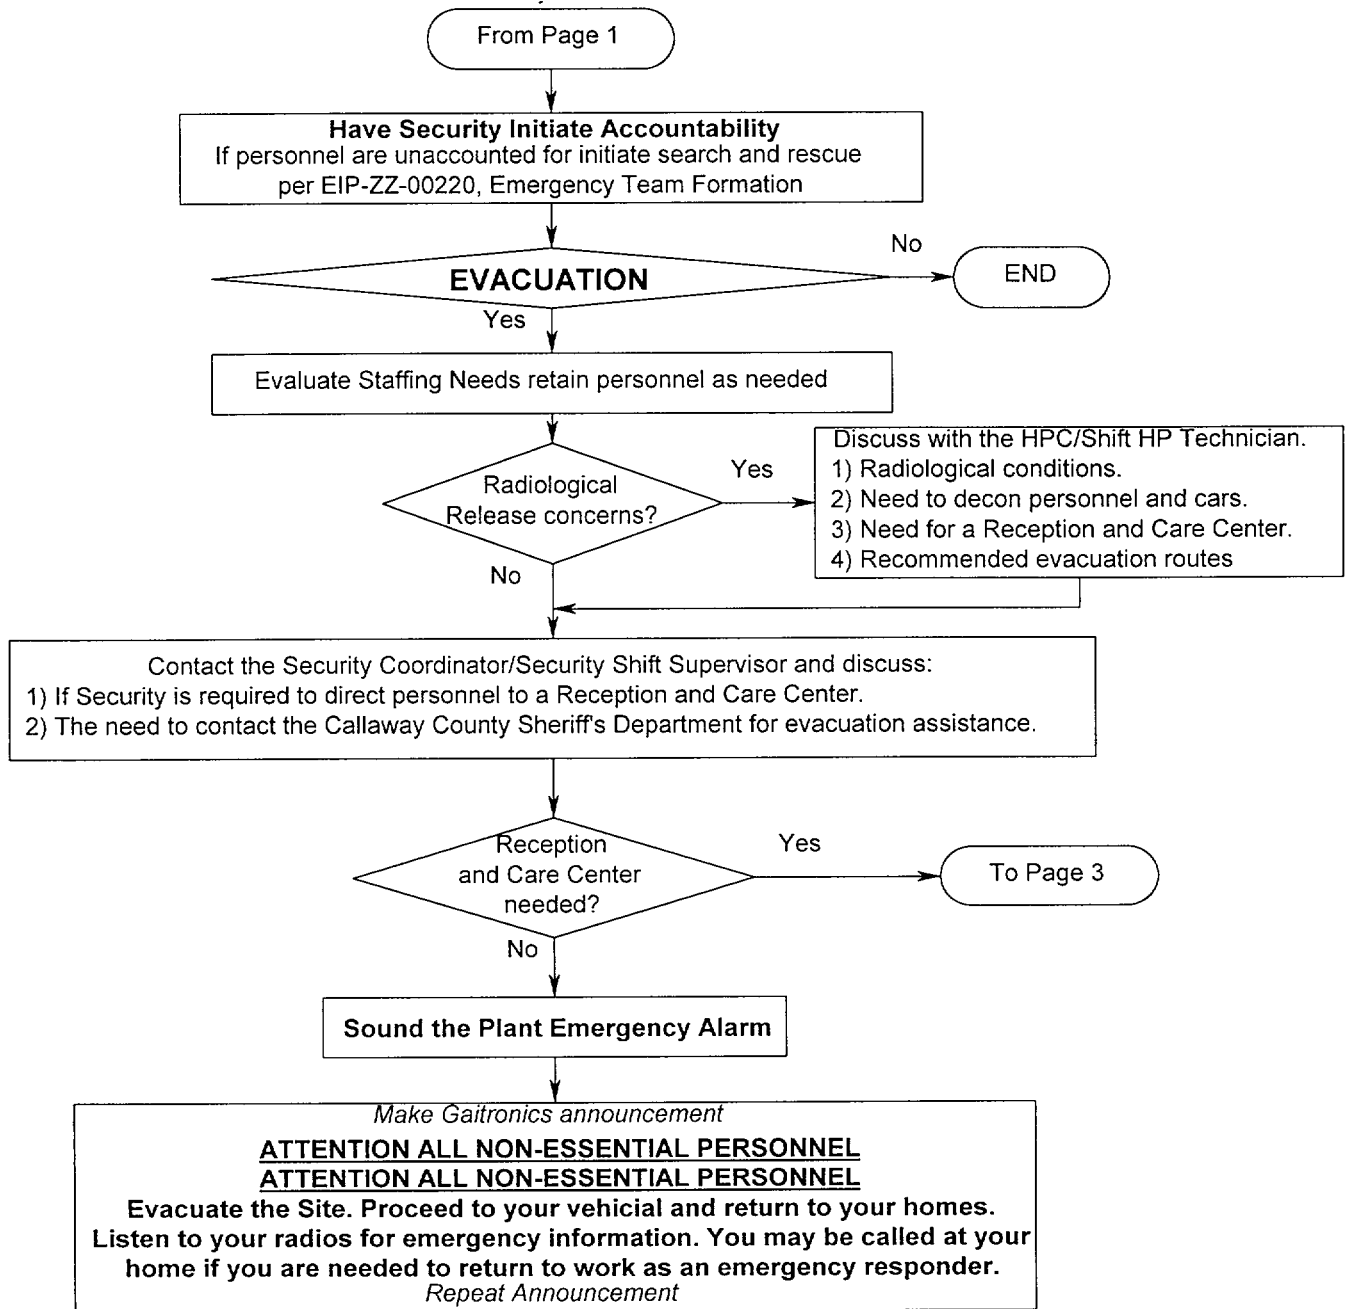 From Page 1
Have Security Initiate Accountability
If personnel are unaccounted for initiate search and rescue
per EIP-ZZ-00220, Emergency Team Formation
EVACUATION
No
END
Yes
Evaluate Staffing Needs retain personnel as needed
Radiological
Release concerns?
Yes
Discuss with the HPC/Shift HP Technician.
1) Radiological conditions.
2) Need to decon personnel and cars.
3) Need for a Reception and Care Center.
4) Recommended evacuation routes
No
Contact the Security Coordinator/Security Shift Supervisor and discuss:
1) If Security is required to direct personnel to a Reception and Care Center.
2) The need to contact the Callaway County Sheriff's Department for evacuation assistance.
Reception
and Care Center
needed?
Yes
To Page 3
No
Sound the Plant Emergency Alarm
Make Gaitronics announcement
ATTENTION ALL NON-ESSENTIAL PERSONNEL
ATTENTION ALL NON-ESSENTIAL PERSONNEL
Evacuate the Site. Proceed to your vehicial and return to your homes.
Listen to your radios for emergency information. You may be called at your
home if you are needed to return to work as an emergency responder.
Repeat Announcement